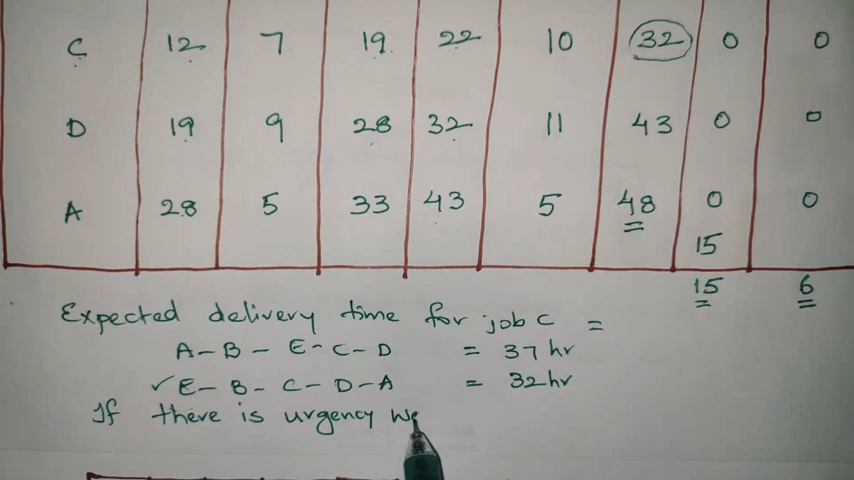 C 12 7 19 22 10 32 0 0
D 19 9 28 32 11 43 0 0
A 28 5 33 43 5 48 0 0
15
15 6
Expected delivery time for job C =
A-B-E-C-D = 37 hr
✓E-B-C-D-A = 32 hr
If there is urgency we